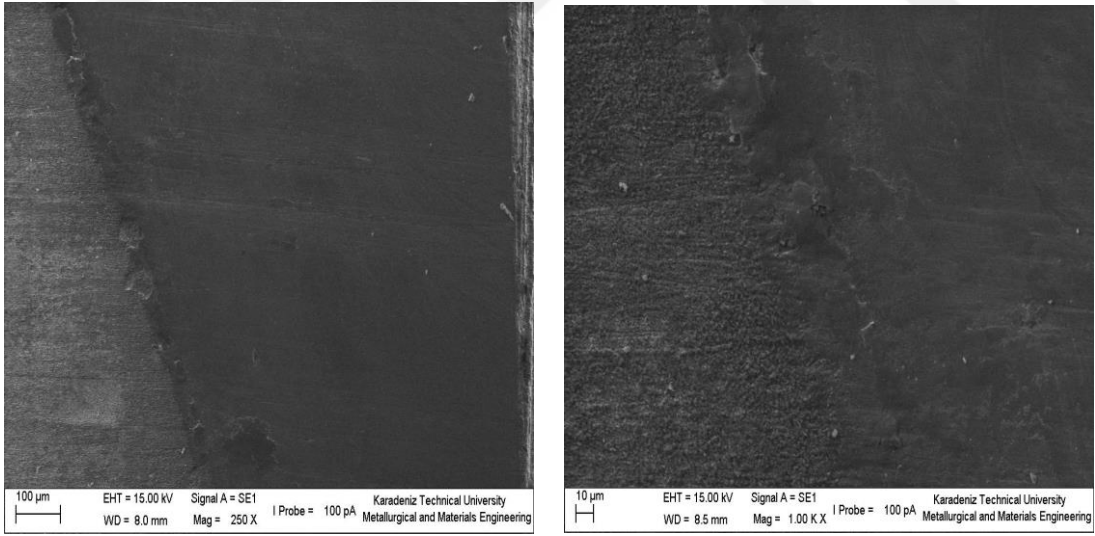 100 µm
EHT = 15.00 kV Signal A = SE1
WD = 8.0 mm Mag = 250 X
I Probe = 100 pA
Karadeniz Technical University
Metallurgical and Materials Engineering
10 µm
EHT = 15.00 kV Signal A = SE1
WD = 8.5 mm Mag = 1.00 K X
I Probe = 100 pA
Karadeniz Technical University
Metallurgical and Materials Engineering